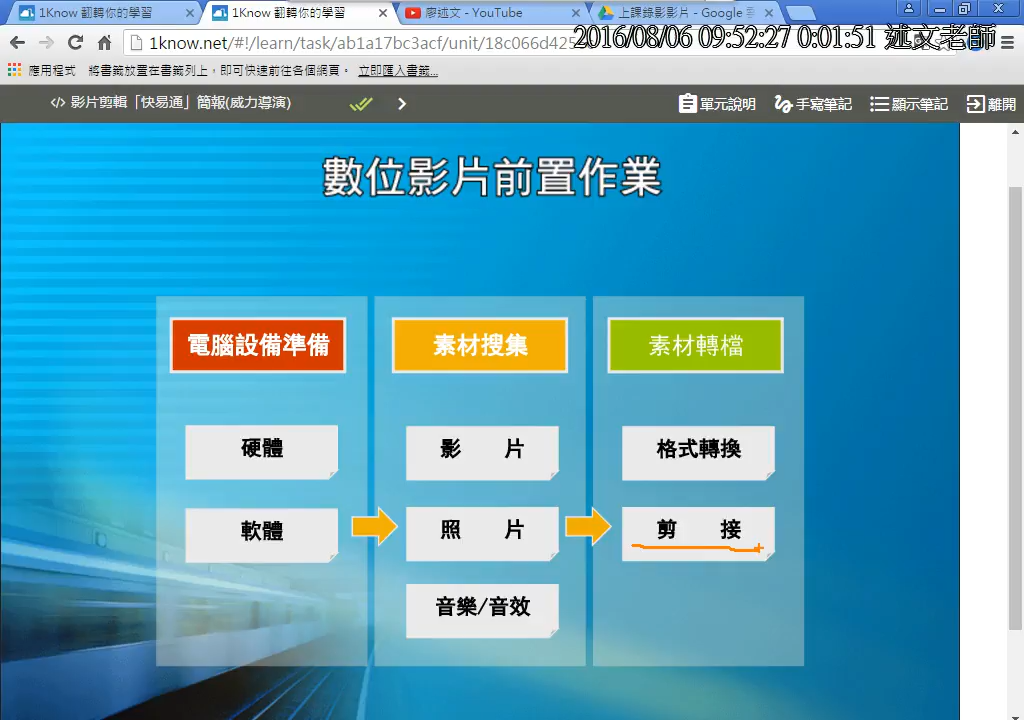 1Know 翻轉你的學習
1Know 翻轉你的學習
廖述文 - YouTube
上課錄影影片 - Google
1know.net/#!/learn/task/ab1a17bc3acf/unit/18c066d425
2016/08/06 09:52:27 0:01:51 述文老師
應用程式 將書籤放置在書籤列上，即可快速前往各個網頁。 立即匯入書籤...
</> 影片剪輯「快易通」簡報(威力導演)
單元說明 手寫筆記 顯示筆記 離開
數位影片前置作業
電腦設備準備
硬體
軟體
素材搜集
影 片
照 片
音樂/音效
素材轉檔
格式轉換
剪 接